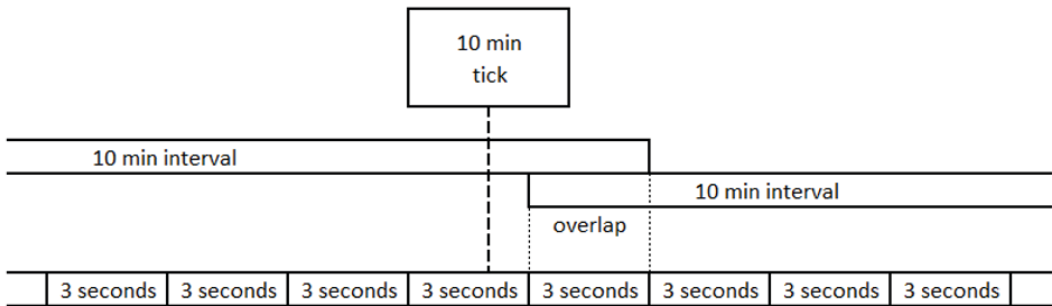 10 min
tick
10 min interval
10 min interval
overlap
3 seconds 3 seconds 3 seconds 3 seconds 3 seconds 3 seconds 3 seconds 3 seconds